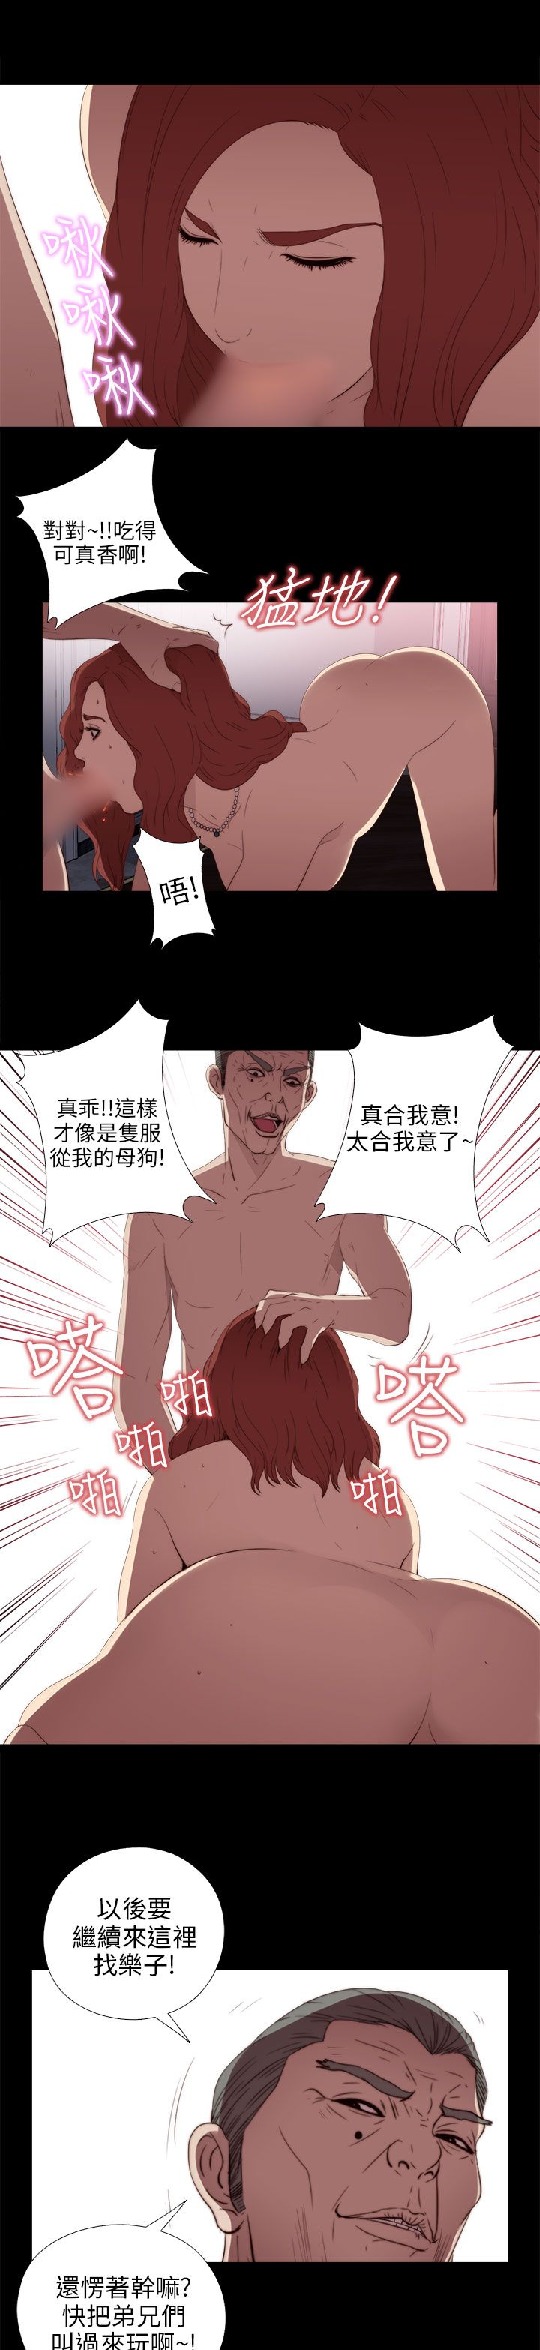 啾
啾
啾
對對~!!吃得
可真香啊!
猛地!
唔!
真乖!!這樣
才像是隻服
從我的母狗!
真合我意!
太合我意了~
嗒
啪
啪
啪
嗒
啪
以後要
繼續來這裡
找樂子!
還愣著幹嘛?
快把弟兄們
叫過來玩啊~!